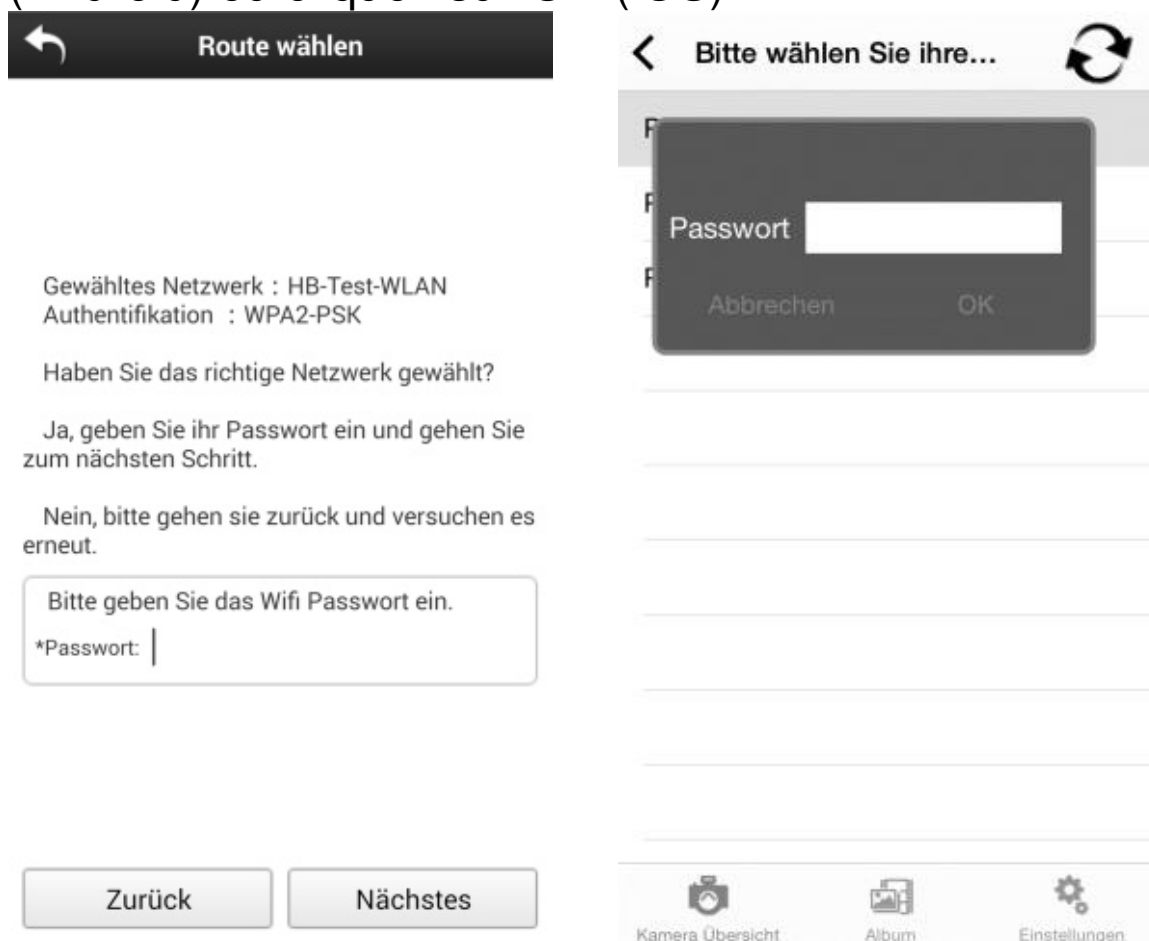 Route wählen
Gewähltes Netzwerk : HB-Test-WLAN
Authentifikation : WPA2-PSK
Haben Sie das richtige Netzwerk gewählt?
Ja, geben Sie ihr Passwort ein und gehen Sie
zum nächsten Schritt.
Nein, bitte gehen sie zurück und versuchen es
erneut.
Bitte geben Sie das Wifi Passwort ein.
*Passwort:
Zurück
Nächstes
Bitte wählen Sie ihre...
Passwort
Abbrechen
OK
Kamera Übersicht
Album
Einstellungen